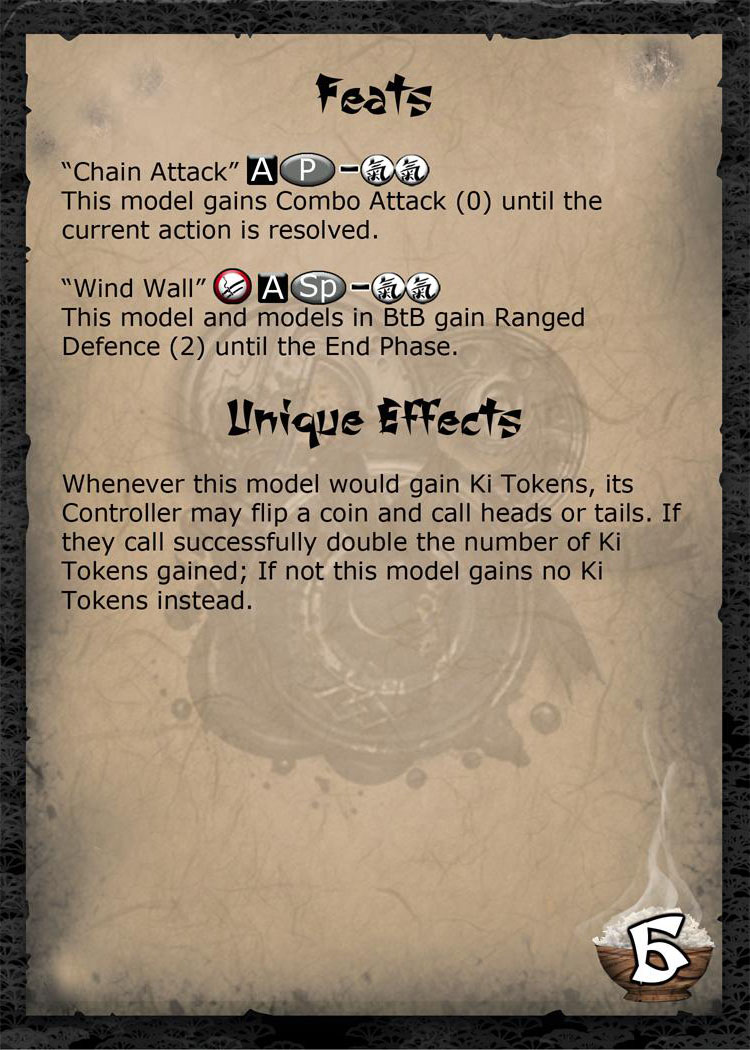 Feats
“Chain Attack” A P -氣氣
This model gains Combo Attack (0) until the
current action is resolved.
“Wind Wall” A Sp -氣氣
This model and models in BtB gain Ranged
Defence (2) until the End Phase.
Unique Effects
Whenever this model would gain Ki Tokens, its
Controller may flip a coin and call heads or tails. If
they call successfully double the number of Ki
Tokens gained; If not this model gains no Ki
Tokens instead.
5